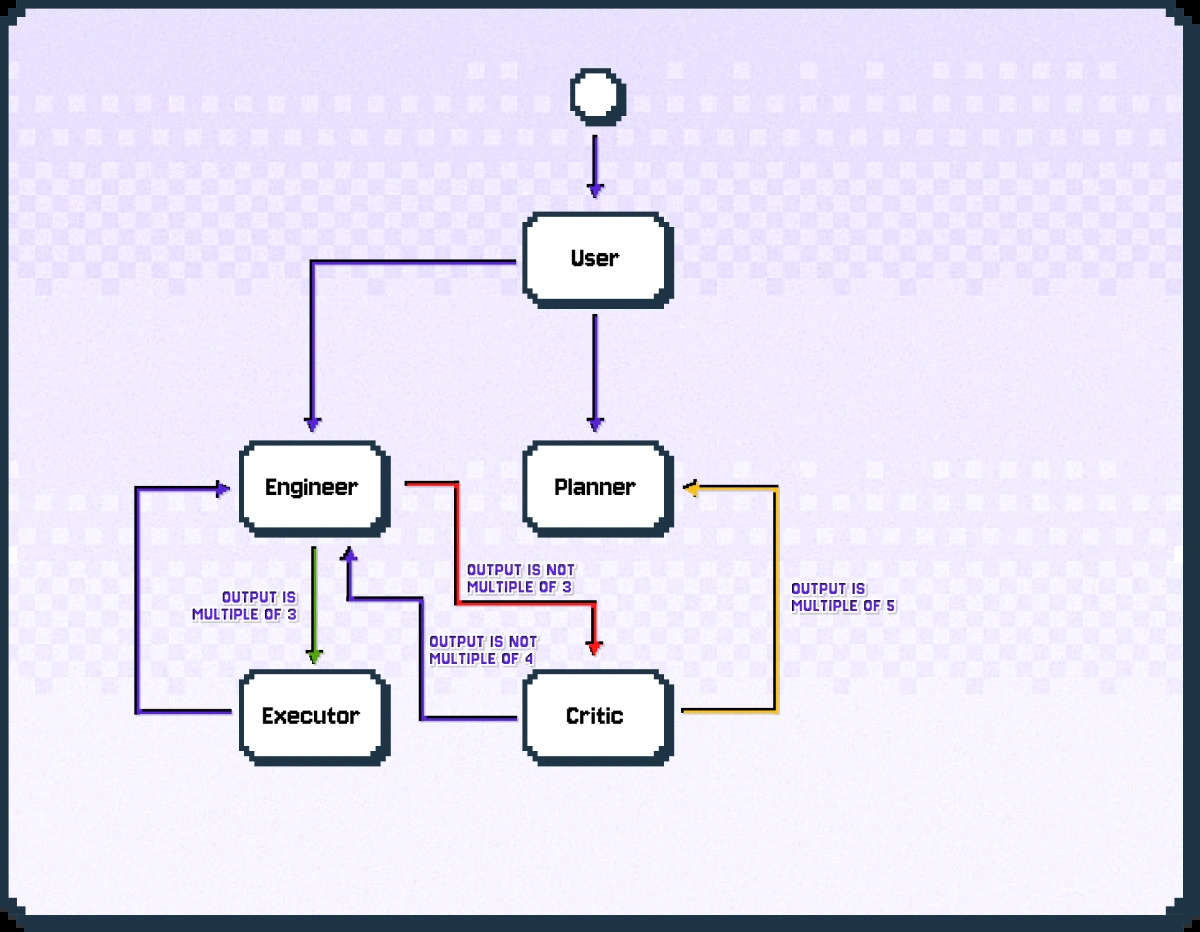 User
Engineer
Planner
OUTPUT IS NOT
MULTIPLE OF 3
OUTPUT IS
MULTIPLE OF 5
OUTPUT IS
MULTIPLE OF 3
OUTPUT IS NOT
MULTIPLE OF 4
Executor
Critic